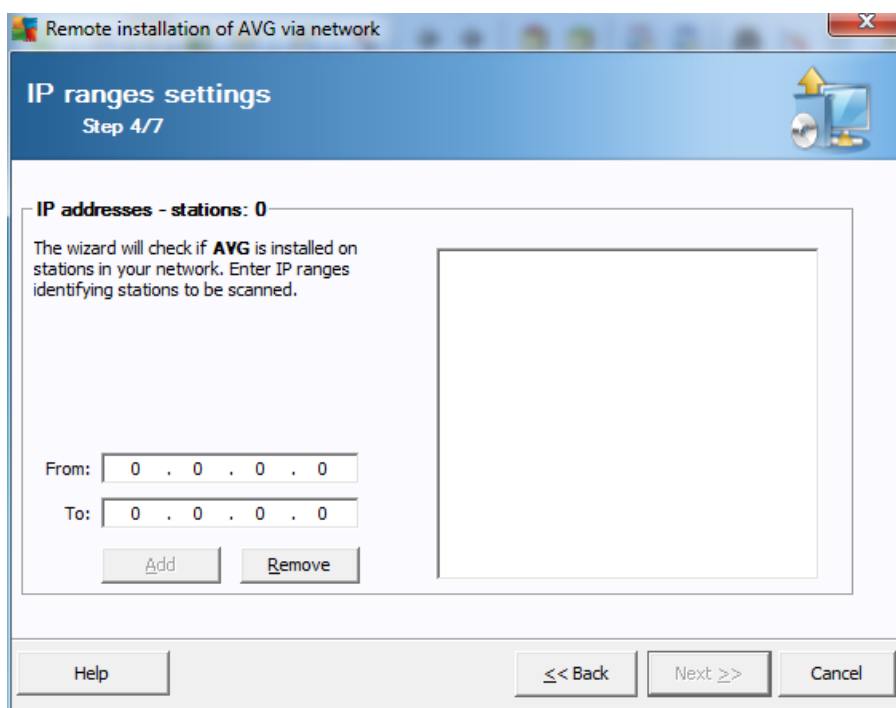 Remote installation of AVG via network
IP ranges settings
Step 4/7
IP addresses - stations: 0
The wizard will check if AVG is installed on
stations in your network. Enter IP ranges
identifying stations to be scanned.
From: 0 . 0 . 0 . 0
To: 0 . 0 . 0 . 0
Add Remove
Help << Back Next >> Cancel